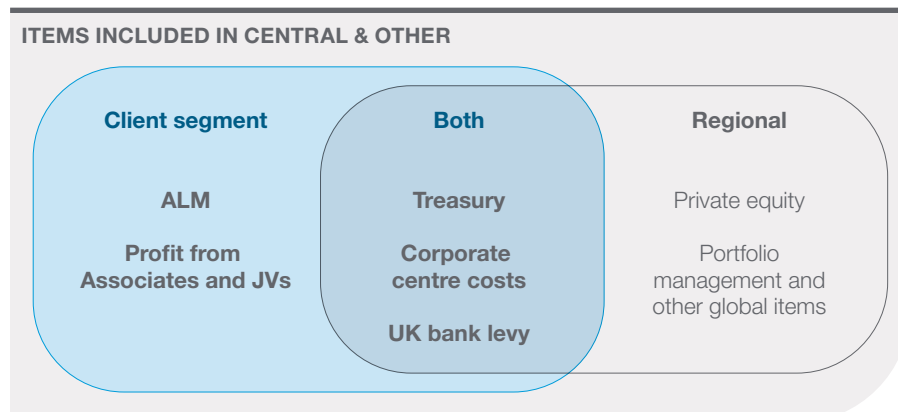 ITEMS INCLUDED IN CENTRAL & OTHER
Client segment
ALM
Profit from
Associates and JVs
Both
Treasury
Corporate
centre costs
UK bank levy
Regional
Private equity
Portfolio
management and
other global items